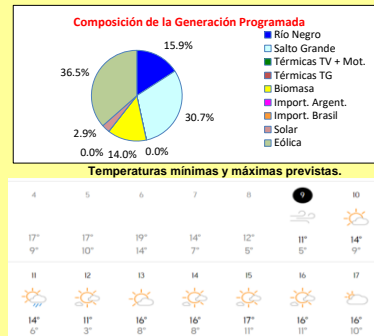 Composición de la Generación Programada
15.9%
30.7%
0.0%
14.0%
0.0%
2.9%
36.5%
Río Negro
Salto Grande
Térmicas TV + Mot.
Térmicas TG
Biomasa
Import. Argent.
Import. Brasil
Solar
Eólica
Temperaturas mínimas y máximas previstas.
4 5 6 7 8 9 10
17° 17° 19° 14° 12° 11° 14°
9° 10° 14° 7° 5° 5° 9°
11 12 13 14 15 16 17
14° 11° 16° 16° 17° 16° 16°
6° 3° 8° 8° 11° 11° 10°